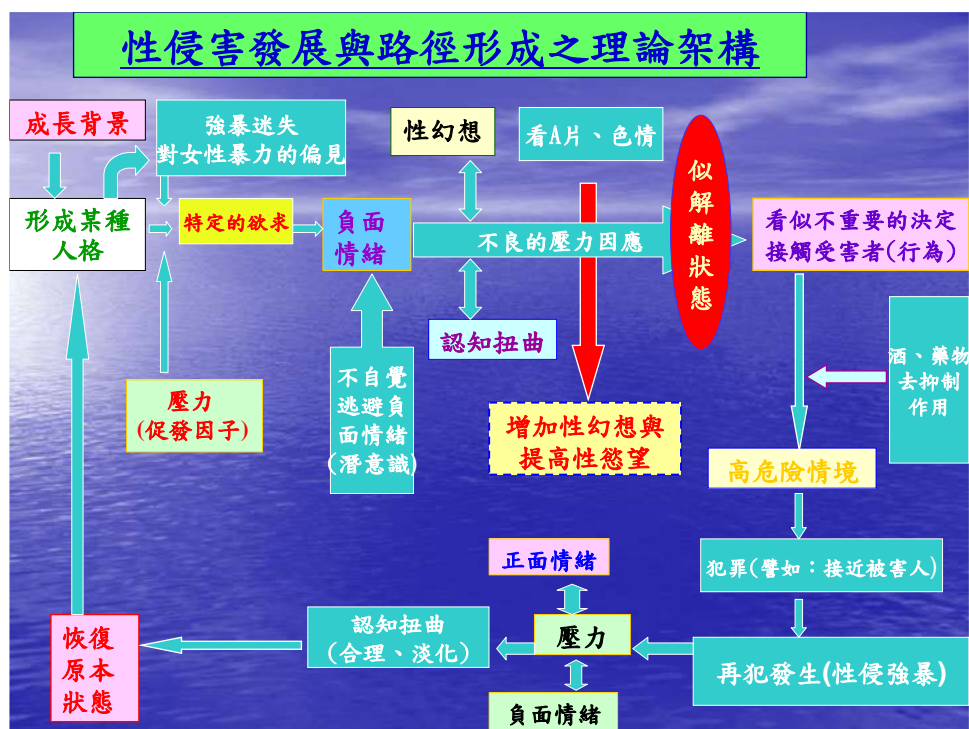 性侵害發展與路徑形成之理論架構
成長背景
強暴迷失
對女性暴力的偏見
性幻想
看A片、色情
似
解
離
狀
態
形成某種
人格
特定的欲求
負面
情緒
不良的壓力因應
看似不重要的決定
接觸受害者(行為)
認知扭曲
酒、藥物
去抑制
作用
壓力
(促發因子)
不自覺
逃避負
面情緒
(潛意識)
增加性幻想與
提高性慾望
高危險情境
正面情緒
犯罪(譬如：接近被害人)
恢復
原本
狀態
認知扭曲
(合理、淡化)
壓力
再犯發生(性侵強暴)
負面情緒